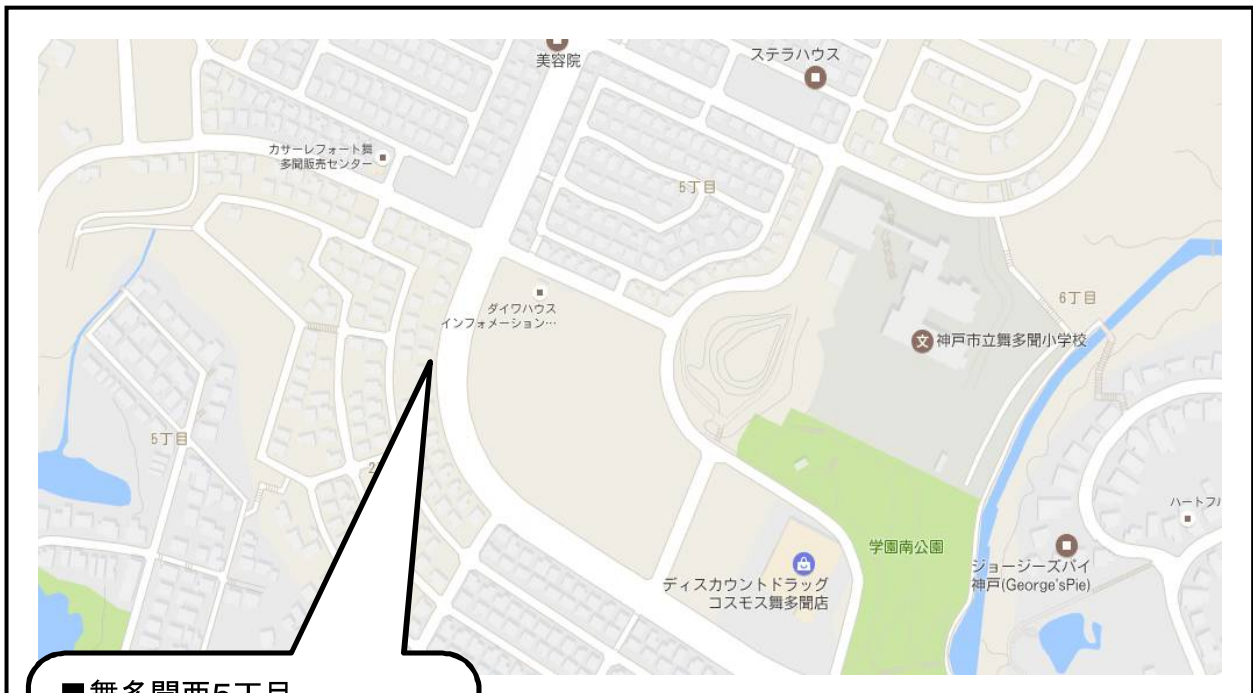 美容院
ステラハウス
カサーレフォート舞
多聞販売センター
5丁目
ダイワハウス
インフォメーション…
6丁目
神戸市立舞多聞小学校
文
5丁目
2
ハートフル
学園南公園
ジョージーズパイ
神戸(George'sPie)
ディスカウントドラッグ
コスモス舞多聞店
■舞多聞西5丁目